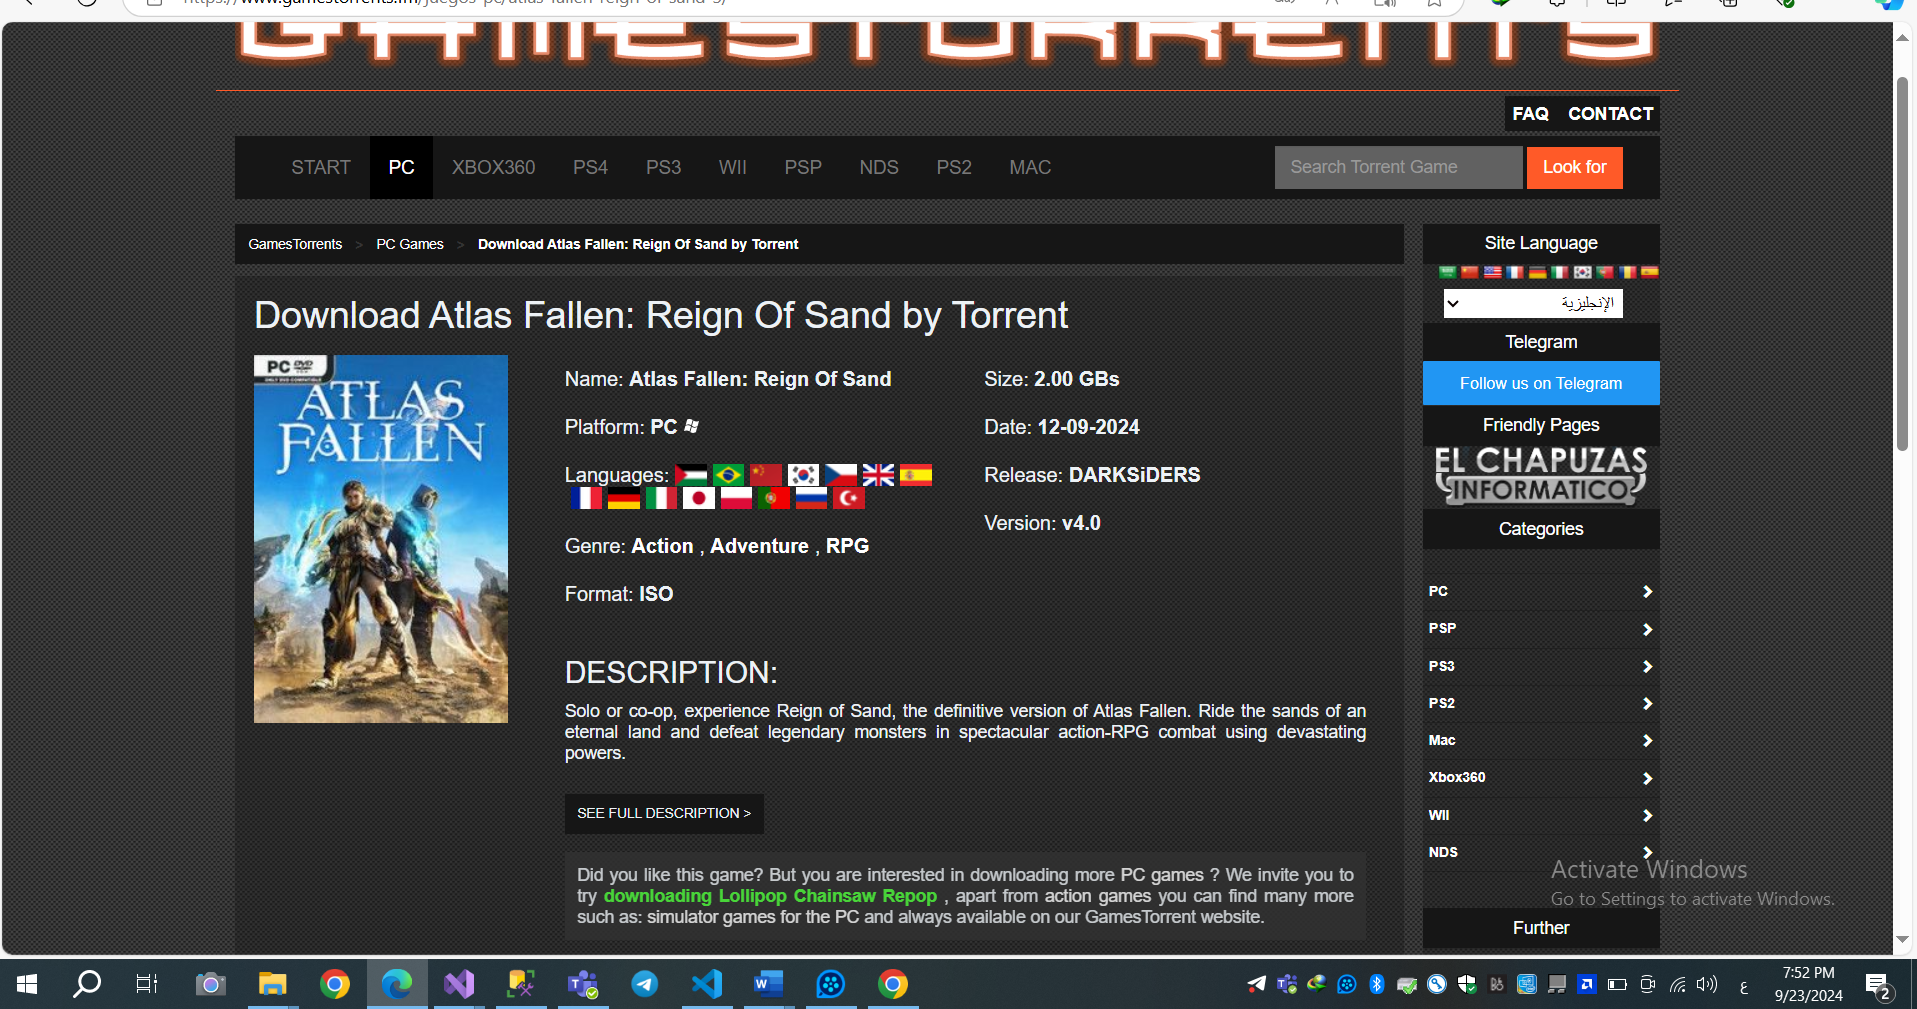 https://www.gamestorrents.fm/juegos-pc/atlas-fallen-reign-of-sand-5/
GAMESTORRENTS
FAQ CONTACT
START PC XBOX360 PS4 PS3 WII PSP NDS PS2 MAC Search Torrent Game Look for
GamesTorrents > PC Games > Download Atlas Fallen: Reign Of Sand by Torrent
Download Atlas Fallen: Reign Of Sand by Torrent
PC DVD
ATLAS
FALLEN
Name: Atlas Fallen: Reign Of Sand
Platform: PC
Languages:
Genre: Action , Adventure , RPG
Format: ISO
Size: 2.00 GBs
Date: 12-09-2024
Release: DARKSiDERS
Version: v4.0
DESCRIPTION:
Solo or co-op, experience Reign of Sand, the definitive version of Atlas Fallen. Ride the sands of an
eternal land and defeat legendary monsters in spectacular action-RPG combat using devastating
powers.
SEE FULL DESCRIPTION >
Did you like this game? But you are interested in downloading more PC games ? We invite you to
try downloading Lollipop Chainsaw Repop , apart from action games you can find many more
such as: simulator games for the PC and always available on our GamesTorrent website.
Site Language
الإنجليزية
Telegram
Follow us on Telegram
Friendly Pages
EL CHAPUZAS
INFORMATICO
Categories
PC
PSP
PS3
PS2
Mac
Xbox360
WII
NDS
Further
Activate Windows
Go to Settings to activate Windows.
ع
7:52 PM
9/23/2024
2